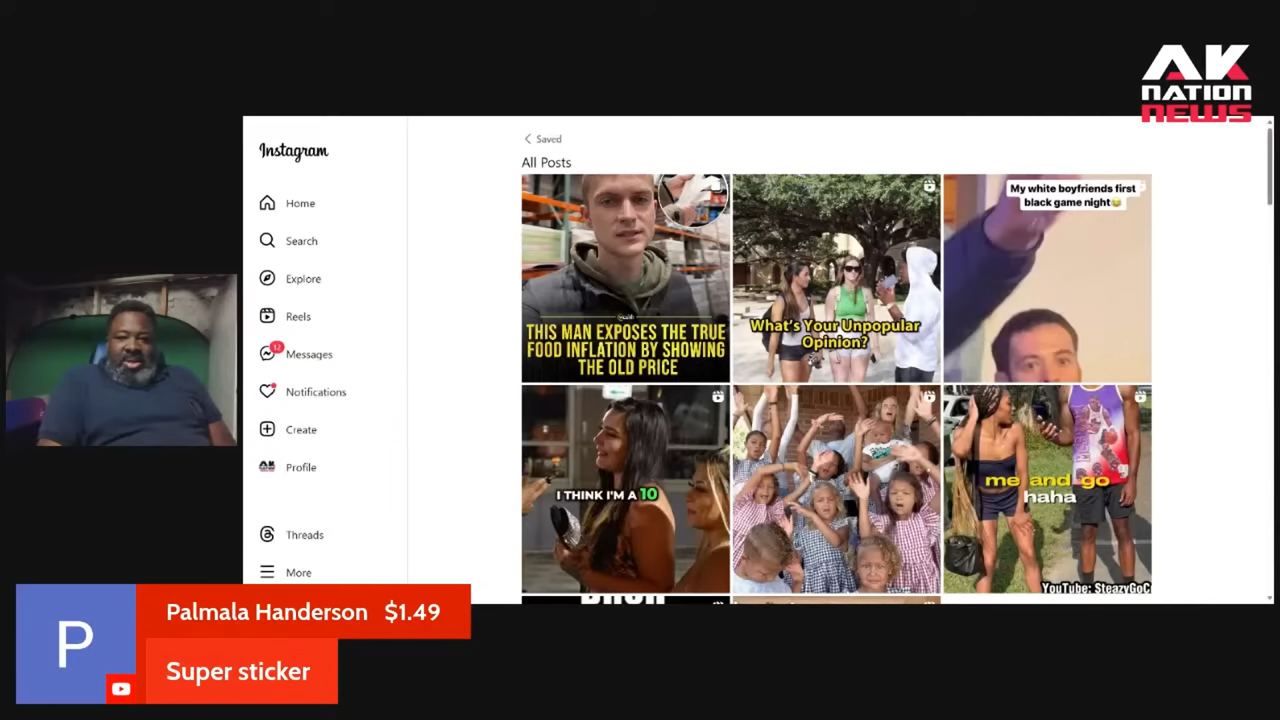 AK
NATION
NEWS
Instagram
Home
Search
Explore
Reels
12
Messages
Notifications
Create
Profile
Threads
More
Saved
All Posts
THIS MAN EXPOSES THE TRUE
FOOD INFLATION BY SHOWING
THE OLD PRICE
What's Your Unpopular
Opinion?
My white boyfriends first
black game night😂
I THINK I'M A 10
me and go
haha
YouTube: SteazyGoC
P
Palmala Handerson $1.49
Super sticker